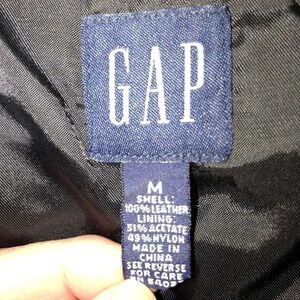 GAP
M
SHELL:
100% LEATHER
LINING:
51% ACETATE
49% NYLON
MADE IN
CHINA
SEE REVERSE
FOR CARE